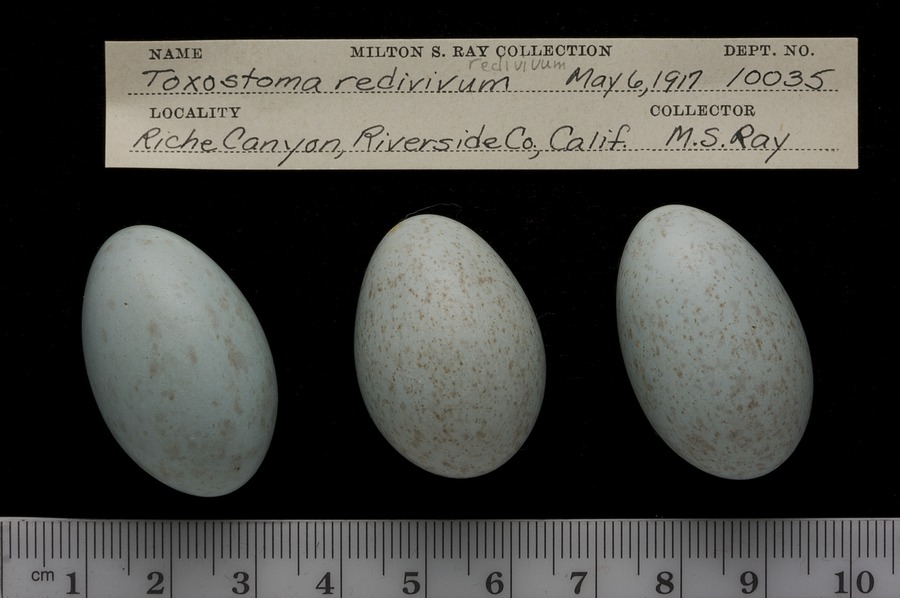 NAME MILTON S. RAY COLLECTION DEPT. NO.
redivivum
Toxostoma redivivum May 6, 1917 10035
LOCALITY COLLECTOR
Riche Canyon, Riverside Co., Calif. M.S. Ray
cm 1 2 3 4 5 6 7 8 9 10